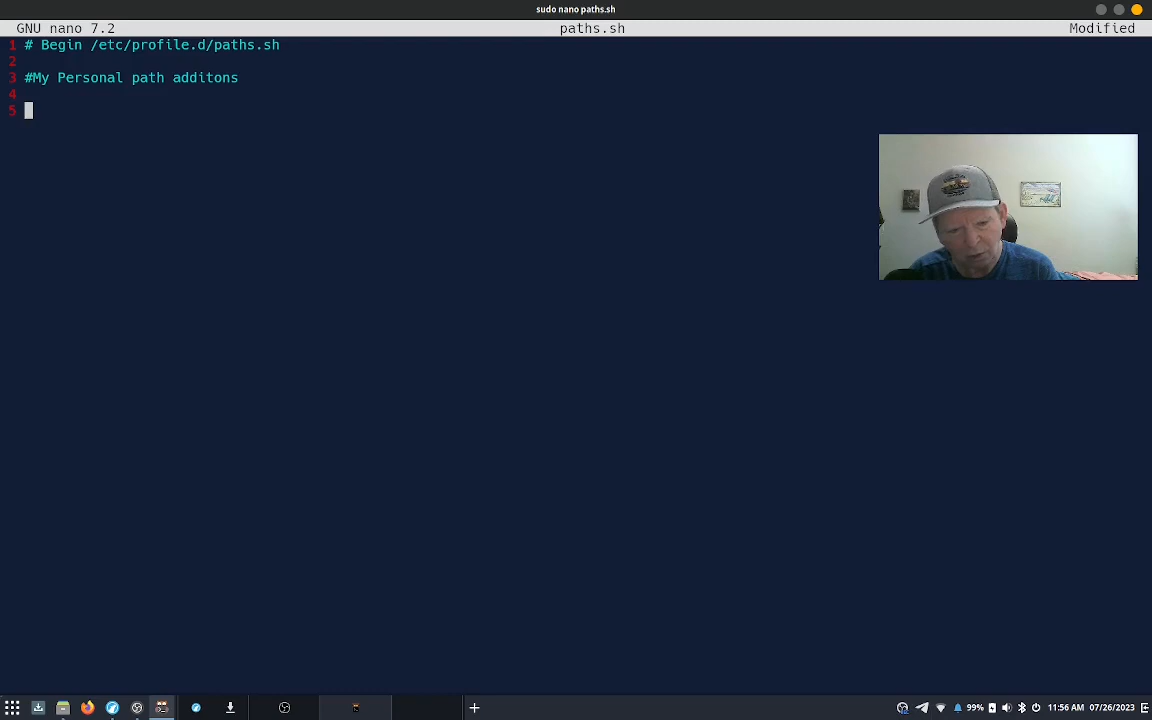 sudo nano paths.sh
GNU nano 7.2 paths.sh Modified
1 # Begin /etc/profile.d/paths.sh
2
3 #My Personal path additons
4
5
99% 11:56 AM 07/26/2023